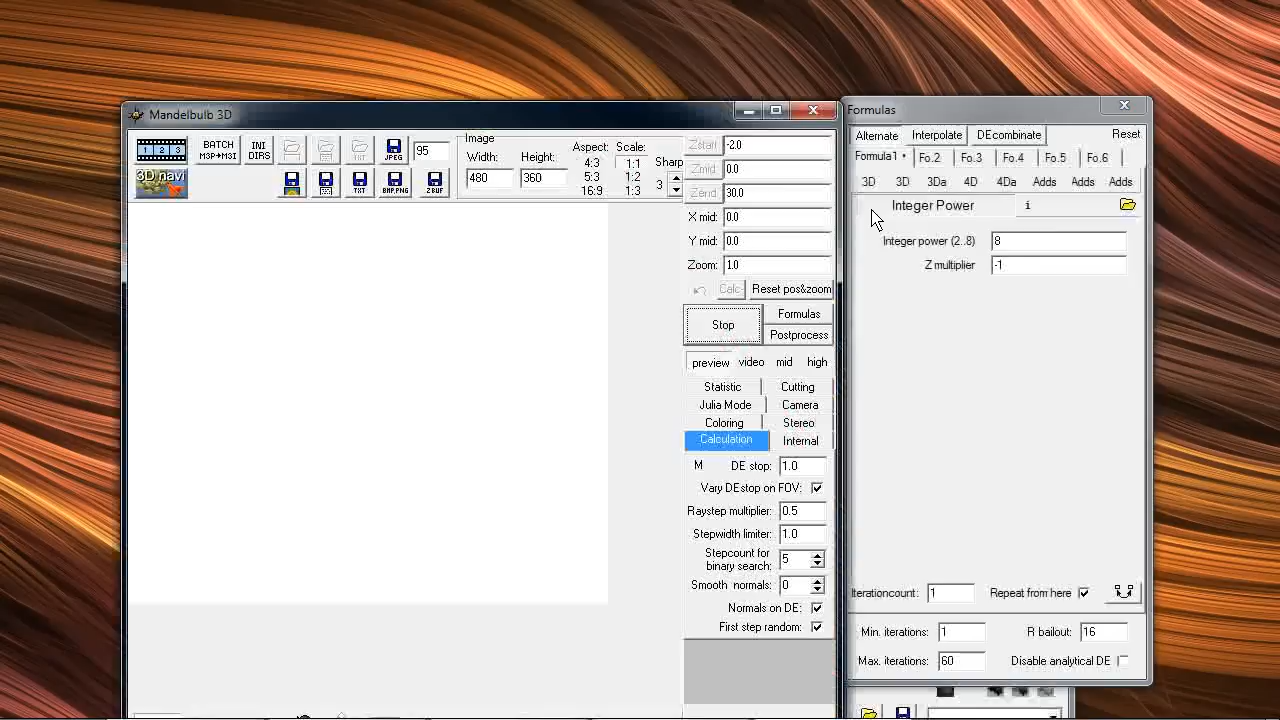 Mandelbulb 3D
1 2 3
BATCH
M3P➔M3I
INI
DIRS
TXT
JPEG
95
3D navi
TXT
BMP,PNG
2BUF
Image
Width:
Height:
480
360
Aspect:
4:3
5:3
16:9
Scale:
1:1
1:2
1:3
Sharp
3
Zstart -2.0
Zmid 0.0
Zend 30.0
X mid: 0.0
Y mid: 0.0
Zoom: 1.0
Calc Reset pos&zoom
Stop
Formulas
Postprocess
preview video mid high
Statistic Cutting
Julia Mode Camera
Coloring Stereo
Calculation Internal
M DE stop: 1.0
Vary DEstop on FOV:
Raystep multiplier: 0.5
Stepwidth limiter: 1.0
Stepcount for
binary search: 5
Smooth normals: 0
Normals on DE:
First step random:
Formulas
Alternate Interpolate DEcombinate Reset
Formula1 * Fo.2 Fo.3 Fo.4 Fo.5 Fo.6
3D 3D 3Da 4D 4Da Adds Adds Adds
Integer Power i
Integer power (2..8) 8
Z multiplier -1
Iterationcount: 1 Repeat from here
Min. iterations: 1 R bailout: 16
Max. iterations: 60 Disable analytical DE